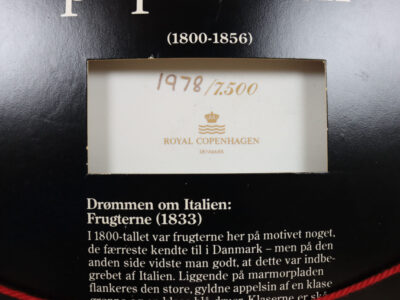 (1800-1856)
1978/7.500
ROYAL COPENHAGEN
DENMARK
Drømmen om Italien:
Frugterne (1833)
I 1800-tallet var frugterne her på motivet noget,
de færreste kendte til i Danmark – men på den
anden side vidste man godt, at dette var indbe-
grebet af Italien. Liggende på marmorpladen
flankeres den store, gyldne appelsin af en klase